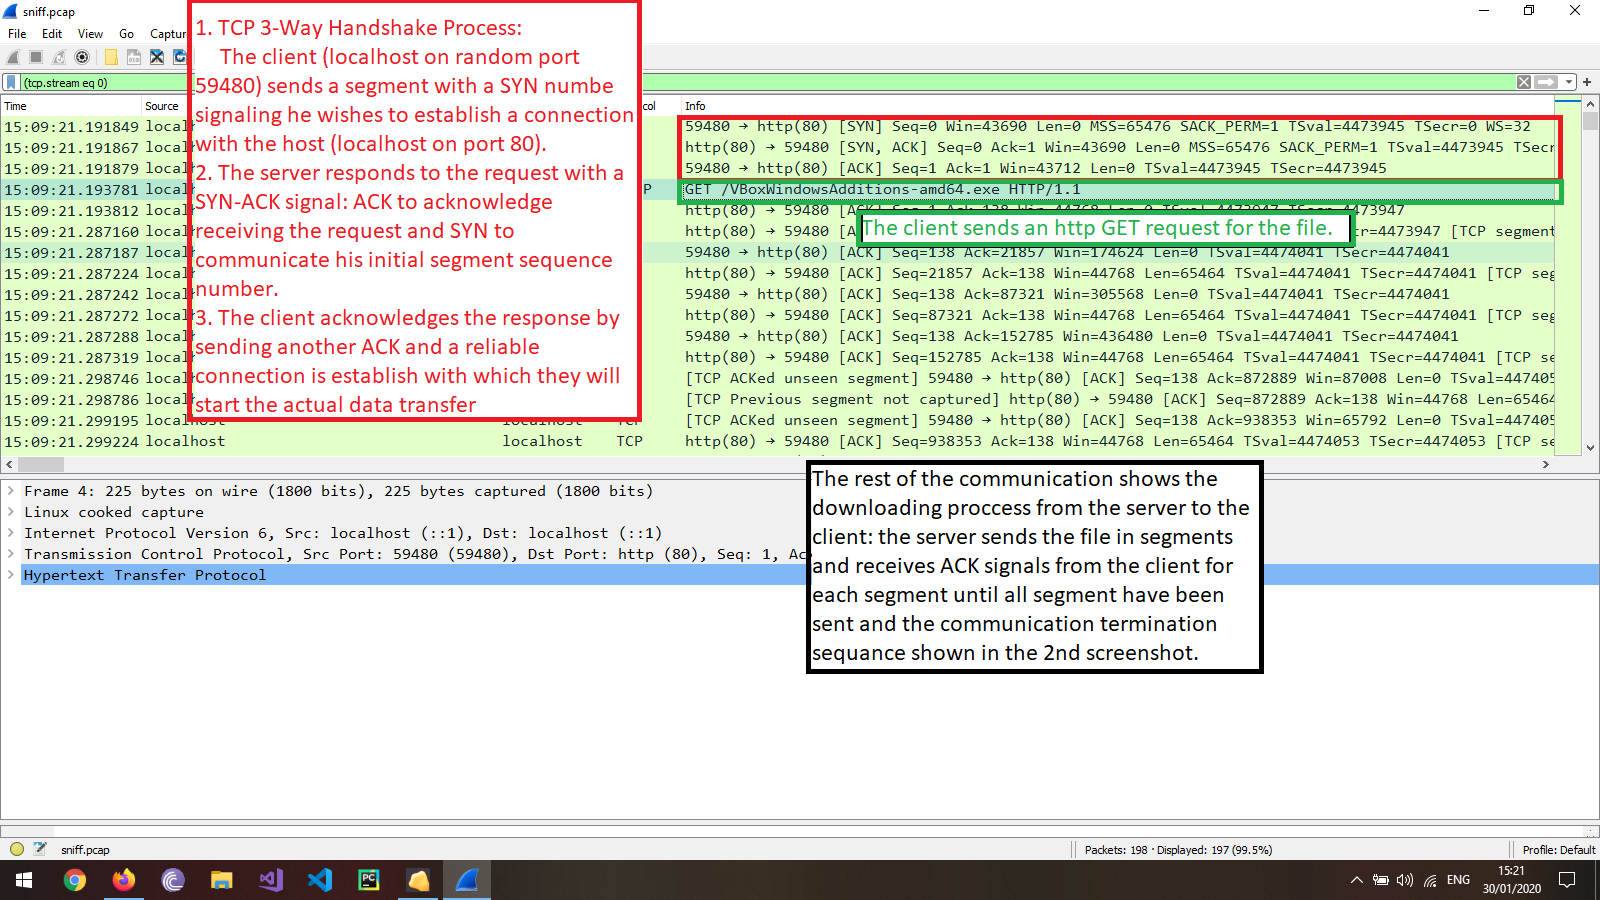 sniff.pcap
File Edit View Go Captur
(tcp.stream eq 0)
1. TCP 3-Way Handshake Process:
The client (localhost on random port
59480) sends a segment with a SYN numbe
signaling he wishes to establish a connection
with the host (localhost on port 80).
2. The server responds to the request with a
SYN-ACK signal: ACK to acknowledge
receiving the request and SYN to
communicate his initial segment sequence
number.
3. The client acknowledges the response by
sending another ACK and a reliable
connection is establish with which they will
start the actual data transfer
Time Source col Info
15:09:21.191849 local 59480 → http(80) [SYN] Seq=0 Win=43690 Len=0 MSS=65476 SACK_PERM=1 TSval=4473945 TSecr=0 WS=32
15:09:21.191867 local http(80) → 59480 [SYN, ACK] Seq=0 Ack=1 Win=43690 Len=0 MSS=65476 SACK_PERM=1 TSval=4473945 TSecr
15:09:21.191879 local 59480 → http(80) [ACK] Seq=1 Ack=1 Win=43712 Len=0 TSval=4473945 TSecr=4473945
15:09:21.193781 local P GET /VBoxWindowsAdditions-amd64.exe HTTP/1.1
15:09:21.193812 local http(80) → 59480 [ACK] Seq=1 Ack=138 Win=44768 Len=0 TSval=4473947 TSecr=4473947
The client sends an http GET request for the file.
15:09:21.287160 local http(80) → 59480 [A cr=4473947 [TCP segment
15:09:21.287187 local 59480 → http(80) [ACK] Seq=138 Ack=21857 Win=174624 Len=0 TSval=4474041 TSecr=4474041
15:09:21.287224 local http(80) → 59480 [ACK] Seq=21857 Ack=138 Win=44768 Len=65464 TSval=4474041 TSecr=4474041 [TCP seg
15:09:21.287242 local 59480 → http(80) [ACK] Seq=138 Ack=87321 Win=305568 Len=0 TSval=4474041 TSecr=4474041
15:09:21.287272 local http(80) → 59480 [ACK] Seq=87321 Ack=138 Win=44768 Len=65464 TSval=4474041 TSecr=4474041 [TCP seg
15:09:21.287288 local 59480 → http(80) [ACK] Seq=138 Ack=152785 Win=436480 Len=0 TSval=4474041 TSecr=4474041
15:09:21.287319 local http(80) → 59480 [ACK] Seq=152785 Ack=138 Win=44768 Len=65464 TSval=4474041 TSecr=4474041 [TCP se
15:09:21.298746 local [TCP ACKed unseen segment] 59480 → http(80) [ACK] Seq=138 Ack=872889 Win=87008 Len=0 TSval=447405
15:09:21.298786 local [TCP Previous segment not captured] http(80) → 59480 [ACK] Seq=872889 Ack=138 Win=44768 Len=65464
15:09:21.299195 localhost localhost TCP [TCP ACKed unseen segment] 59480 → http(80) [ACK] Seq=138 Ack=938353 Win=65792 Len=0 TSval=447405
15:09:21.299224 localhost localhost TCP http(80) → 59480 [ACK] Seq=938353 Ack=138 Win=44768 Len=65464 TSval=4474053 TSecr=4474053 [TCP se
Frame 4: 225 bytes on wire (1800 bits), 225 bytes captured (1800 bits)
Linux cooked capture
Internet Protocol Version 6, Src: localhost (::1), Dst: localhost (::1)
Transmission Control Protocol, Src Port: 59480 (59480), Dst Port: http (80), Seq: 1, Ac
Hypertext Transfer Protocol
The rest of the communication shows the
downloading proccess from the server to the
client: the server sends the file in segments
and receives ACK signals from the client for
each segment until all segment have been
sent and the communication termination
sequance shown in the 2nd screenshot.
sniff.pcap Packets: 198 · Displayed: 197 (99.5%) Profile: Default
ENG 15:21
30/01/2020